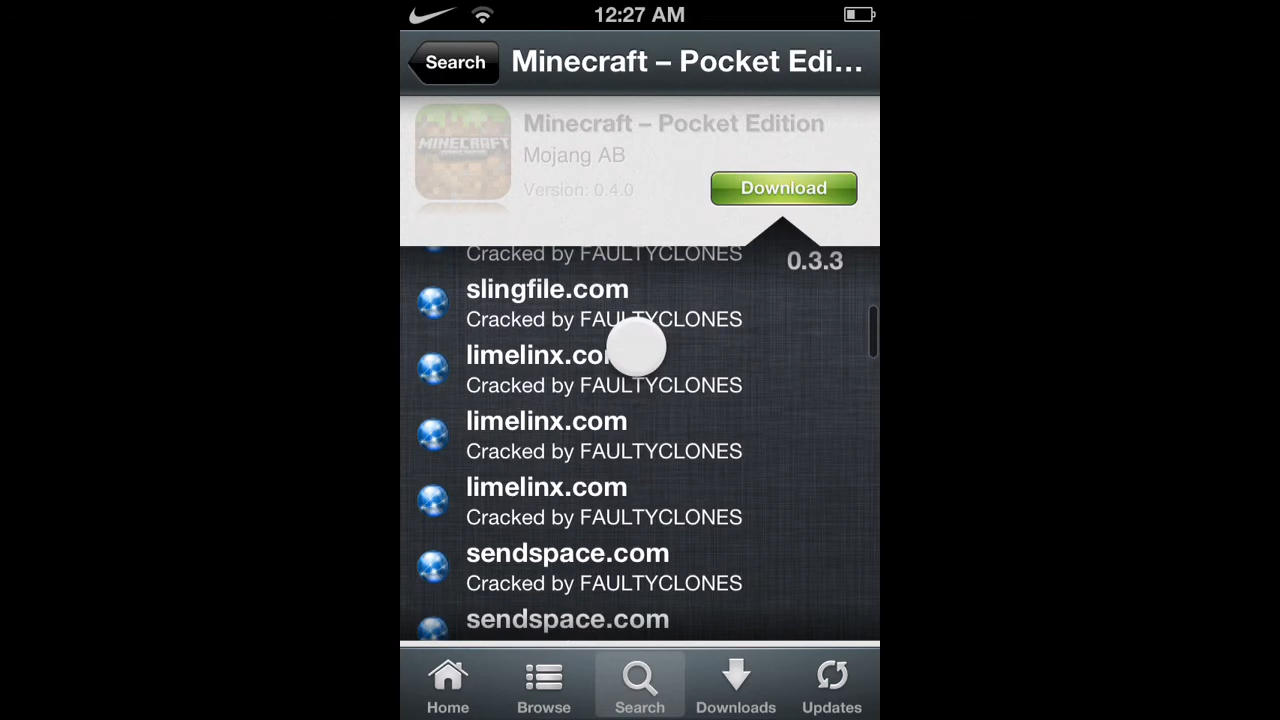 12:27 AM
Search
Minecraft – Pocket Edi...
MINECRAFT
Minecraft – Pocket Edition
Mojang AB
Version: 0.4.0
Download
Cracked by FAULTYCLONES
0.3.3
slingfile.com
Cracked by FAULTYCLONES
limelinx.co
Cracked by FAULTYCLONES
limelinx.com
Cracked by FAULTYCLONES
limelinx.com
Cracked by FAULTYCLONES
sendspace.com
Cracked by FAULTYCLONES
sendspace.com
Home
Browse
Search
Downloads
Updates